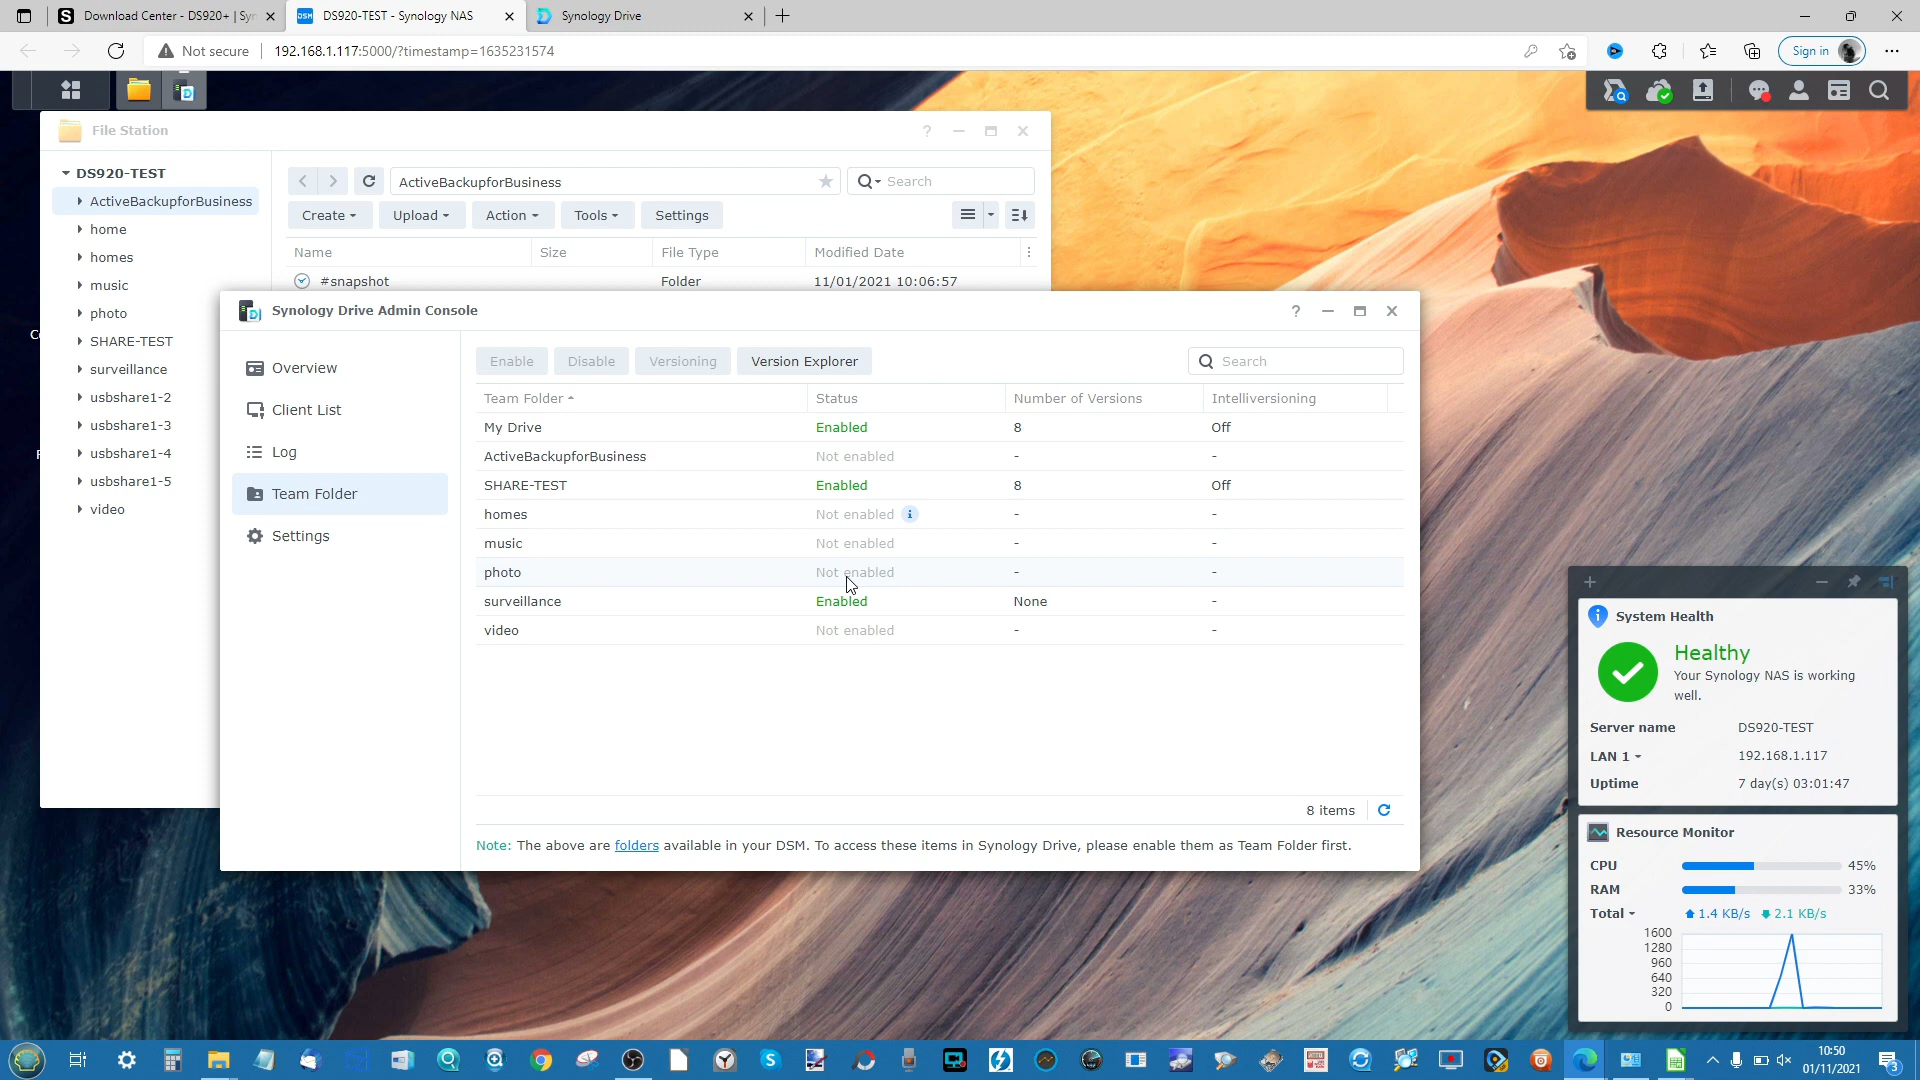 Download Center - DS920+ | Sy
DS920-TEST - Synology NAS
Synology Drive
Not secure
192.168.1.117:5000/?timestamp=1635231574
Sign in
File Station
DS920-TEST
ActiveBackupforBusiness
home
homes
music
photo
SHARE-TEST
surveillance
usbshare1-2
usbshare1-3
usbshare1-4
usbshare1-5
video
ActiveBackupforBusiness
Search
Create
Upload
Action
Tools
Settings
Name Size File Type Modified Date
#snapshot Folder 11/01/2021 10:06:57
Synology Drive Admin Console
Overview
Client List
Log
Team Folder
Settings
Enable Disable Versioning Version Explorer
Search
Team Folder Status Number of Versions Intelliversioning
My Drive Enabled 8 Off
ActiveBackupforBusiness Not enabled - -
SHARE-TEST Enabled 8 Off
homes Not enabled - -
music Not enabled - -
photo Not enabled - -
surveillance Enabled None -
video Not enabled - -
8 items
Note: The above are folders available in your DSM. To access these items in Synology Drive, please enable them as Team Folder first.
System Health
Healthy
Your Synology NAS is working
well.
Server name DS920-TEST
LAN 1 192.168.1.117
Uptime 7 day(s) 03:01:47
Resource Monitor
CPU 45%
RAM 33%
Total 1.4 KB/s 2.1 KB/s
1600
1280
960
640
320
0
10:50
01/11/2021
3